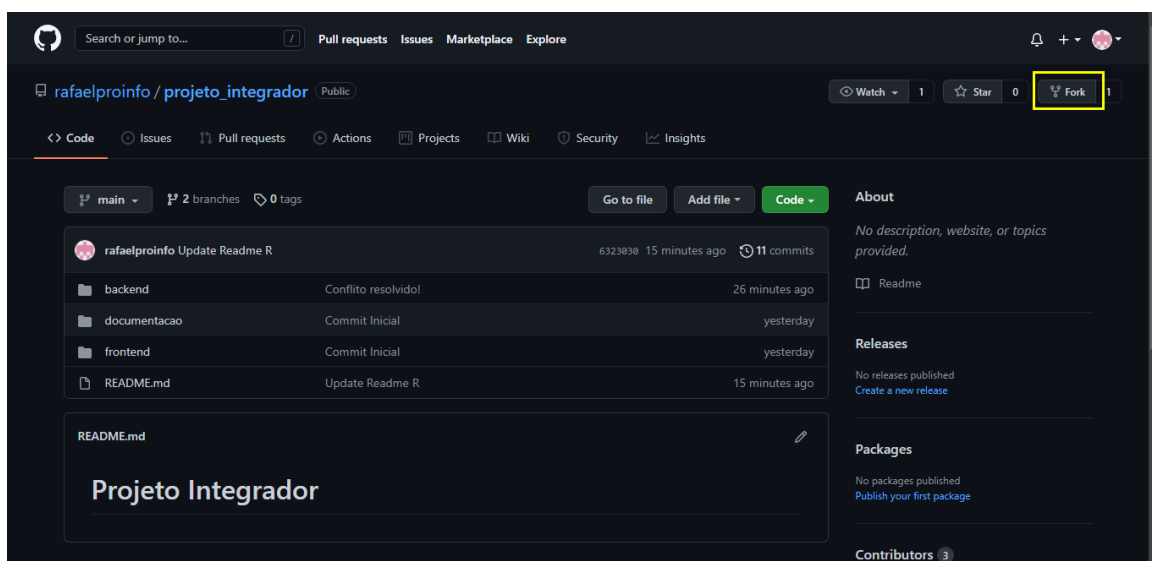 Search or jump to... / Pull requests Issues Marketplace Explore
rafaelproinfo / projeto_integrador Public Watch 1 Star 0 Fork 1
<> Code Issues Pull requests Actions Projects Wiki Security Insights
main 2 branches 0 tags Go to file Add file Code
rafaelproinfo Update Readme R 6323030 15 minutes ago 11 commits
backend Conflito resolvido! 26 minutes ago
documentacao Commit Inicial yesterday
frontend Commit Inicial yesterday
README.md Update Readme R 15 minutes ago
README.md
Projeto Integrador
About
No description, website, or topics
provided.
Readme
Releases
No releases published
Create a new release
Packages
No packages published
Publish your first package
Contributors 3